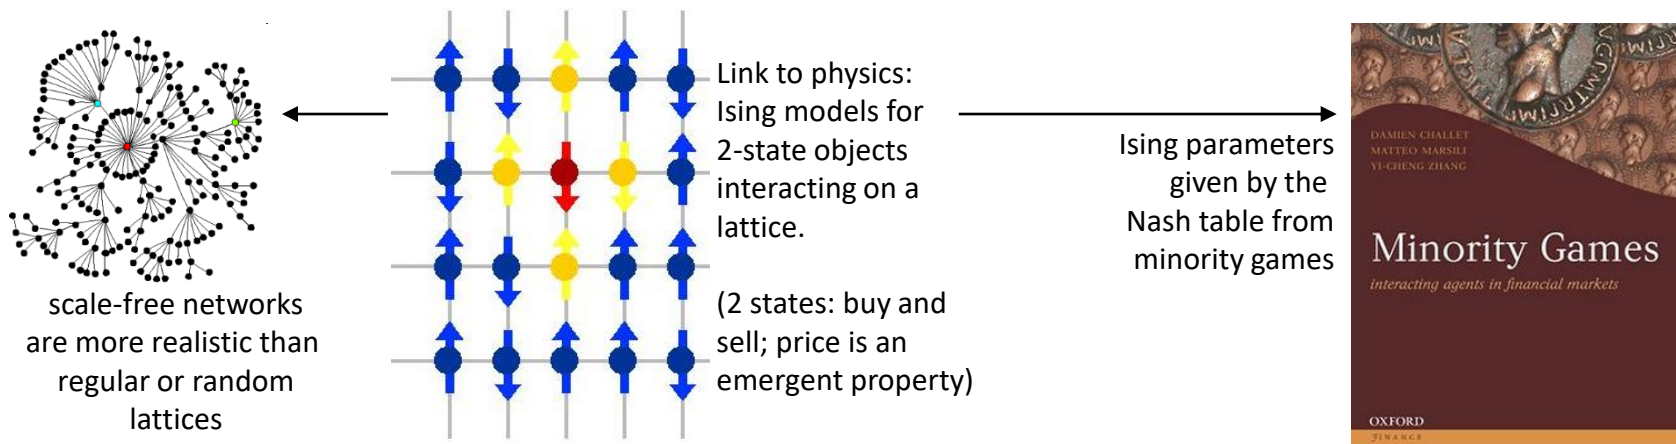 scale-free networks
are more realistic than
regular or random
lattices
Link to physics:
Ising models for
2-state objects
interacting on a
lattice.
(2 states: buy and
sell; price is an
emergent property)
Ising parameters
given by the
Nash table from
minority games
DAMIEN CHALLET
MATTEO MARSILI
YI-CHENG ZHANG
Minority Games
interacting agents in financial markets
OXFORD
FINANCE